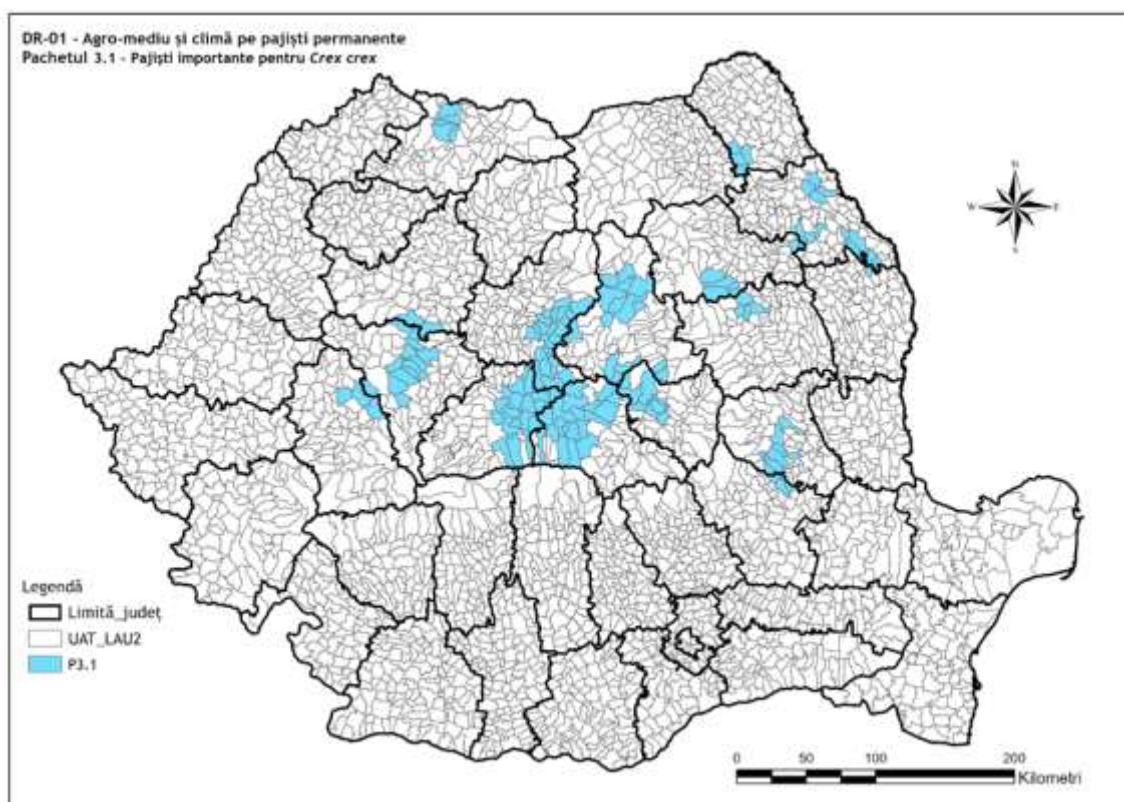 DR-01 - Agro-mediu și climă pe pajiști permanente
Pachetul 3.1 - Pajiști importante pentru Crex crex
N
W E
S
Legendă
Limită_județ
UAT_LAU2
P3.1
0 50 100 200
Kilometri